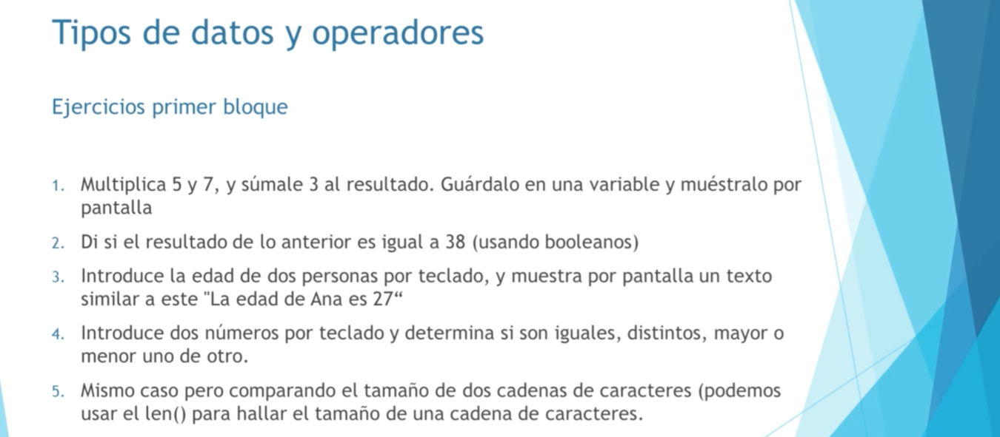 Tipos de datos y operadores
Ejercicios primer bloque
1. Multiplica 5 y 7, y súmale 3 al resultado. Guárdalo en una variable y muéstralo por
pantalla
2. Di si el resultado de lo anterior es igual a 38 (usando booleanos)
3. Introduce la edad de dos personas por teclado, y muestra por pantalla un texto
similar a este "La edad de Ana es 27“
4. Introduce dos números por teclado y determina si son iguales, distintos, mayor o
menor uno de otro.
5. Mismo caso pero comparando el tamaño de dos cadenas de caracteres (podemos
usar el len() para hallar el tamaño de una cadena de caracteres.